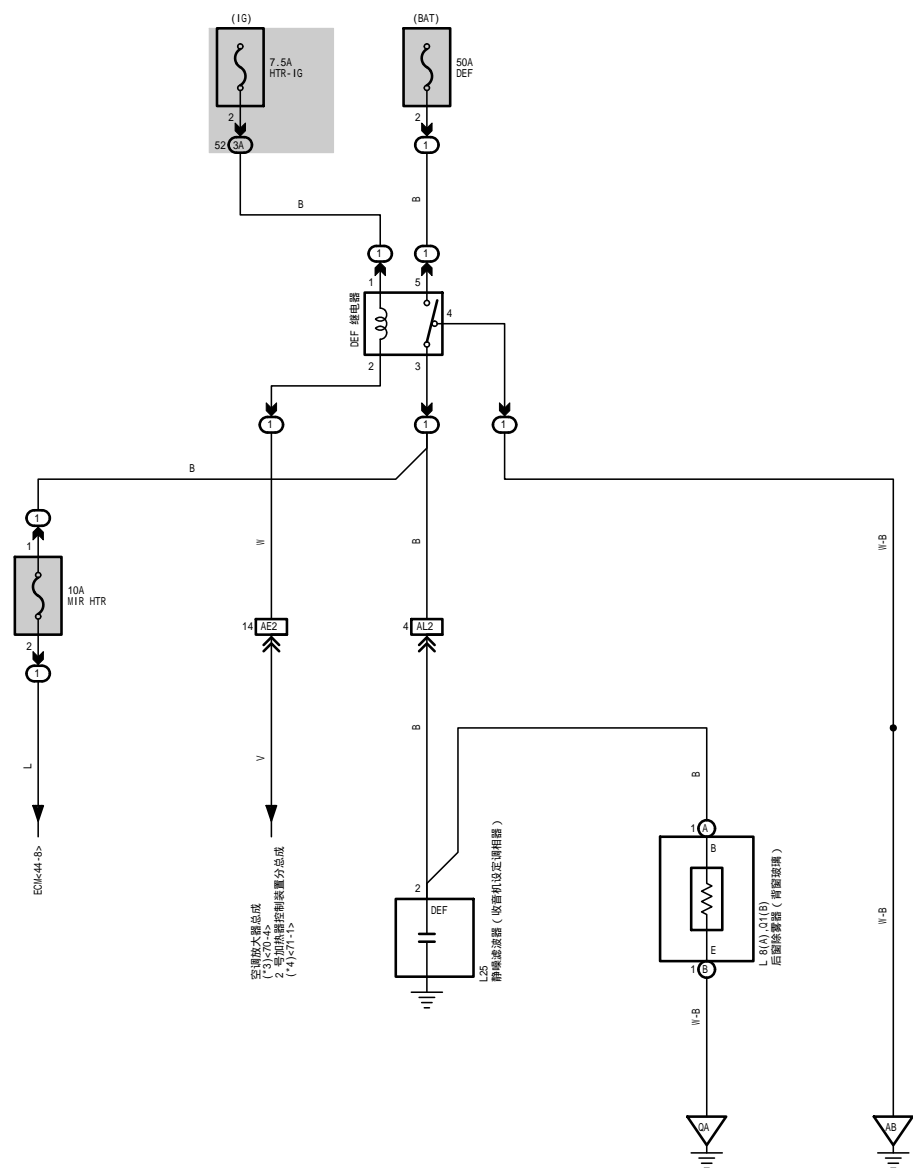 (IG)
(BAT)
7.5A
HTR-IG
50A
DEF
2
2
52
3A
1
B
B
1
1
1
5
DEF 继电器
4
2
3
1
1
1
B
1
1
W
B
W-B
10A
MIR HTR
14
AE2
4
AL2
2
1
B
L
V
B
1
A
ECM<44-8>
空调放大器总成
(*3)<70-4>
2 号加热器控制装置分总成
(*4)<71-1>
2
DEF
L25
静噪滤波器(收音机设定调相器)
B
E
L 8(A),Q1(B)
后窗除雾器(背窗玻璃)
1
B
W-B
W-B
QA
AB